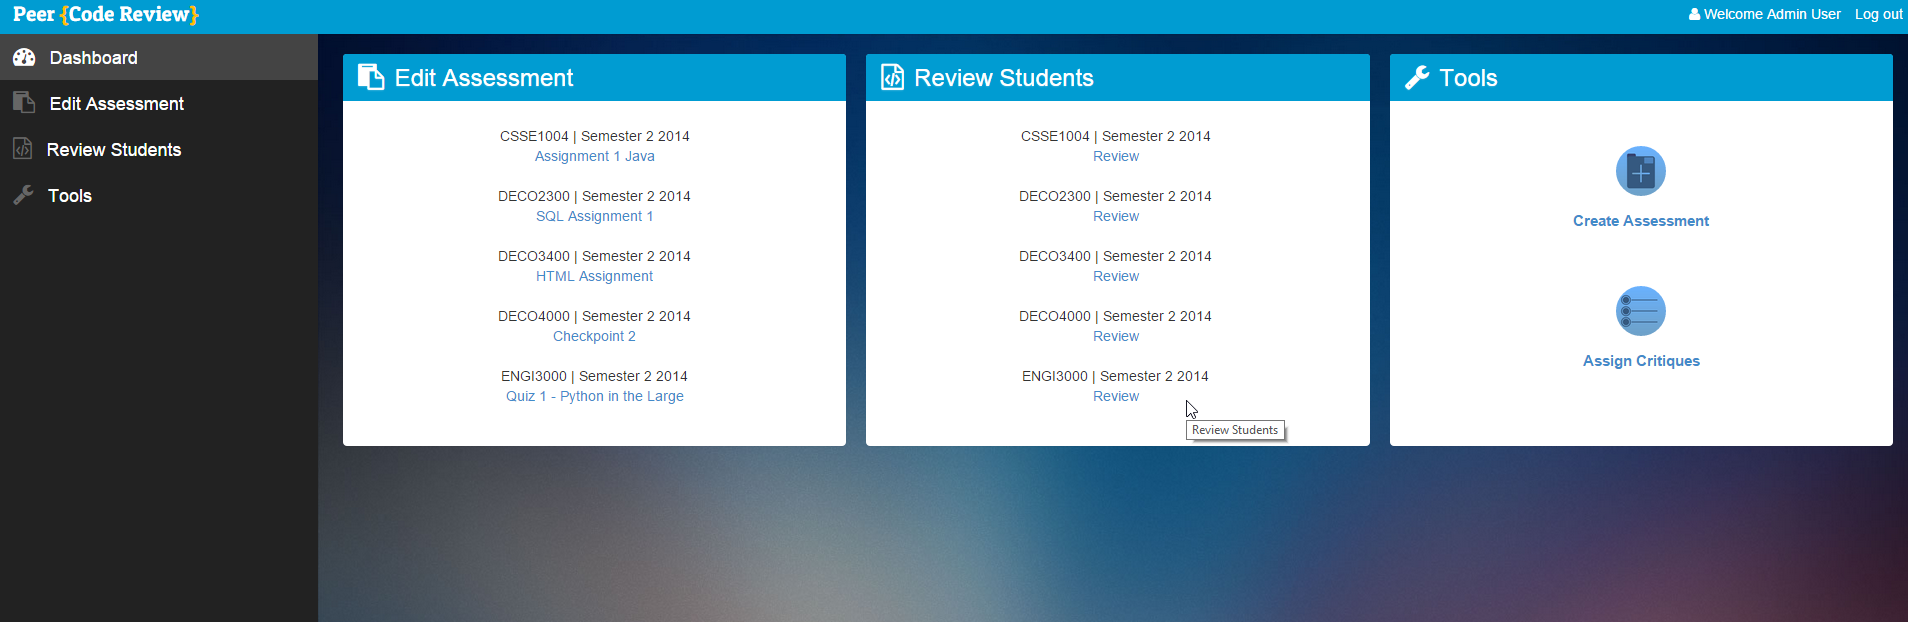 Peer {Code Review}
Welcome Admin User
Log out
Dashboard
Edit Assessment
Review Students
Tools
Edit Assessment
CSSE1004 | Semester 2 2014
Assignment 1 Java
DECO2300 | Semester 2 2014
SQL Assignment 1
DECO3400 | Semester 2 2014
HTML Assignment
DECO4000 | Semester 2 2014
Checkpoint 2
ENGI3000 | Semester 2 2014
Quiz 1 - Python in the Large
Review Students
CSSE1004 | Semester 2 2014
Review
DECO2300 | Semester 2 2014
Review
DECO3400 | Semester 2 2014
Review
DECO4000 | Semester 2 2014
Review
ENGI3000 | Semester 2 2014
Review
Review Students
Tools
Create Assessment
Assign Critiques